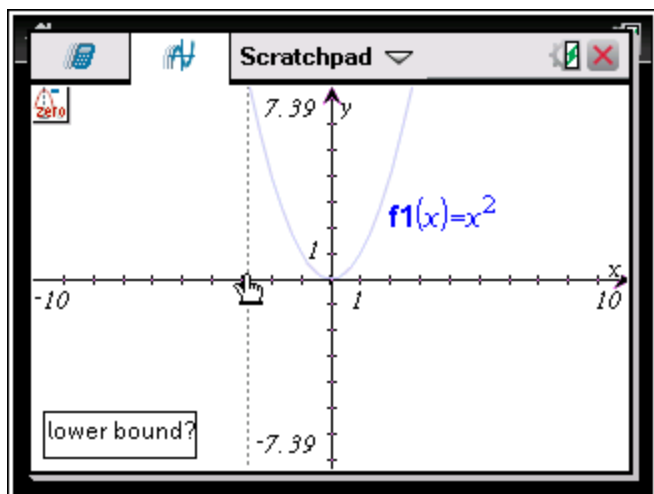 Scratchpad
zero
7.39 y
f1(x)=x²
1
x
-10 1 10
lower bound?
-7.39